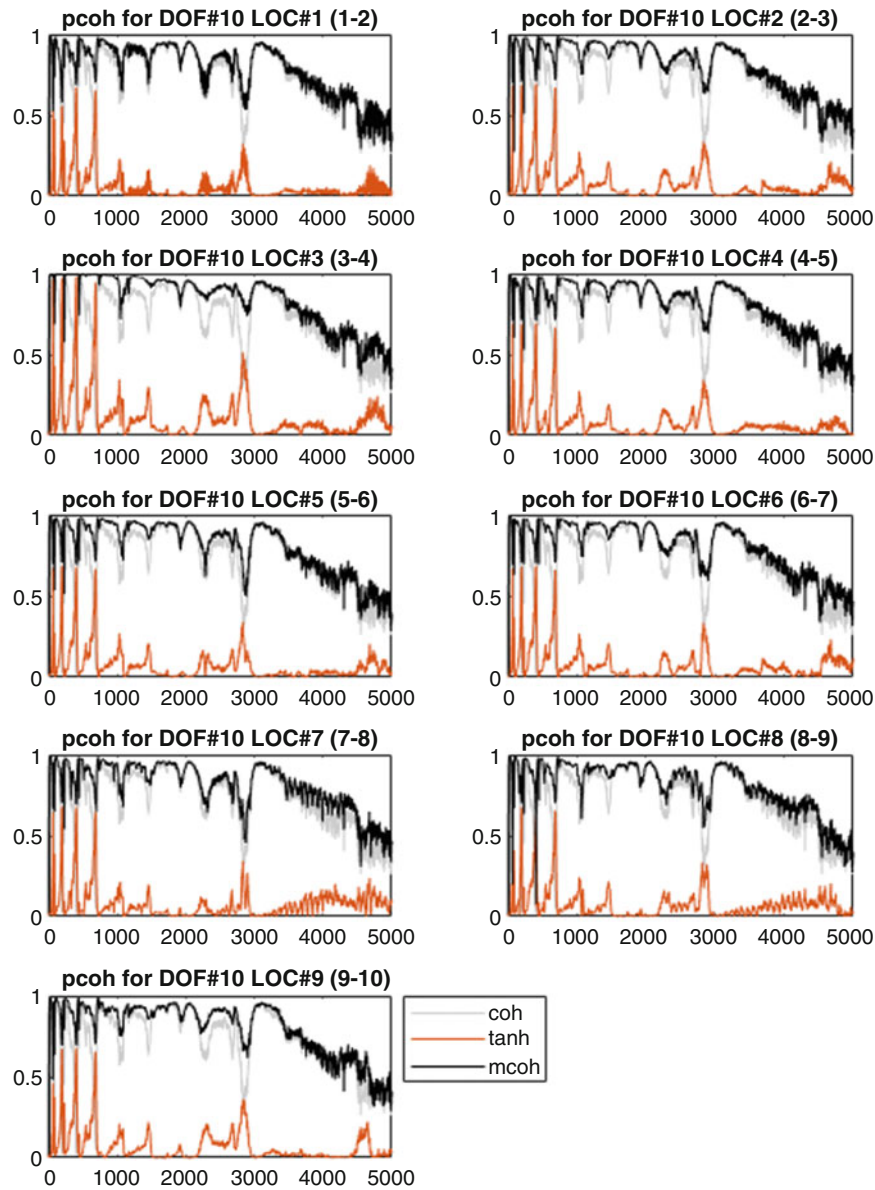 pcoh for DOF#10 LOC#1 (1-2)
pcoh for DOF#10 LOC#2 (2-3)
1
0.5
0
0 1000 2000 3000 4000 5000
1
0.5
0
0 1000 2000 3000 4000 5000
pcoh for DOF#10 LOC#3 (3-4)
pcoh for DOF#10 LOC#4 (4-5)
1
0.5
0
0 1000 2000 3000 4000 5000
1
0.5
0
0 1000 2000 3000 4000 5000
pcoh for DOF#10 LOC#5 (5-6)
pcoh for DOF#10 LOC#6 (6-7)
1
0.5
0
0 1000 2000 3000 4000 5000
1
0.5
0
0 1000 2000 3000 4000 5000
pcoh for DOF#10 LOC#7 (7-8)
pcoh for DOF#10 LOC#8 (8-9)
1
0.5
0
0 1000 2000 3000 4000 5000
1
0.5
0
0 1000 2000 3000 4000 5000
pcoh for DOF#10 LOC#9 (9-10)
1
0.5
0
0 1000 2000 3000 4000 5000
coh
tanh
mcoh